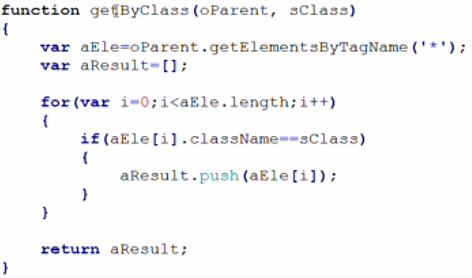 function getByClass(oParent, sClass)
{
    var aEle=oParent.getElementsByTagName('*');
    var aResult=[];

    for(var i=0;i<aEle.length;i++)
    {
        if(aEle[i].className==sClass)
        {
            aResult.push(aEle[i]);
        }
    }

    return aResult;
}